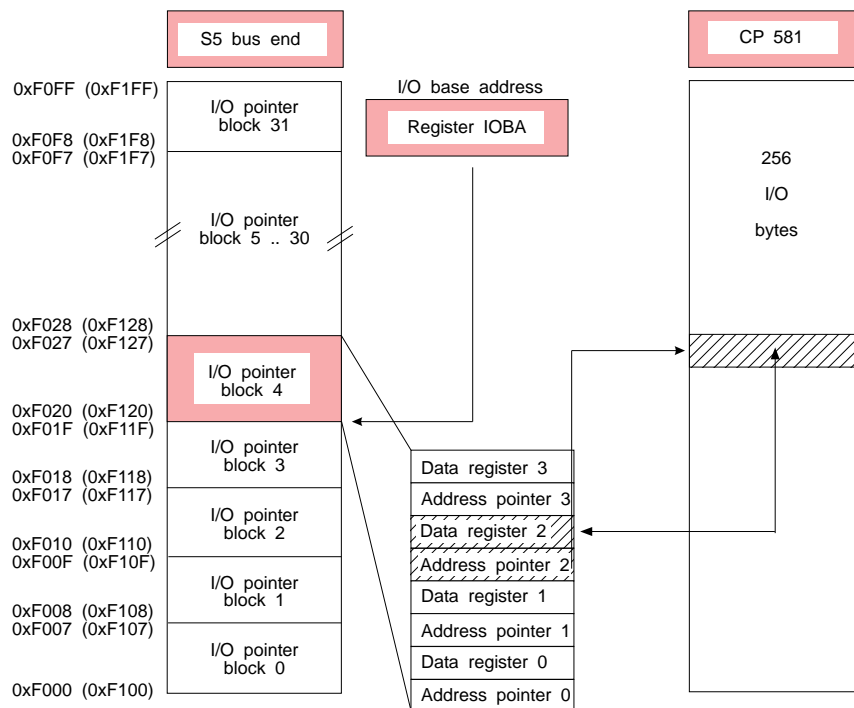 S5 bus end
CP 581
I/O base address
Register IOBA
0xF0FF (0xF1FF)
I/O pointer
block 31
0xF0F8 (0xF1F8)
0xF0F7 (0xF1F7)
I/O pointer
block 5 .. 30
256
I/O
bytes
0xF028 (0xF128)
0xF027 (0xF127)
I/O pointer
block 4
0xF020 (0xF120)
0xF01F (0xF11F)
I/O pointer
block 3
0xF018 (0xF118)
0xF017 (0xF117)
I/O pointer
block 2
0xF010 (0xF110)
0xF00F (0xF10F)
I/O pointer
block 1
0xF008 (0xF108)
0xF007 (0xF107)
I/O pointer
block 0
0xF000 (0xF100)
Data register 3
Address pointer 3
Data register 2
Address pointer 2
Data register 1
Address pointer 1
Data register 0
Address pointer 0